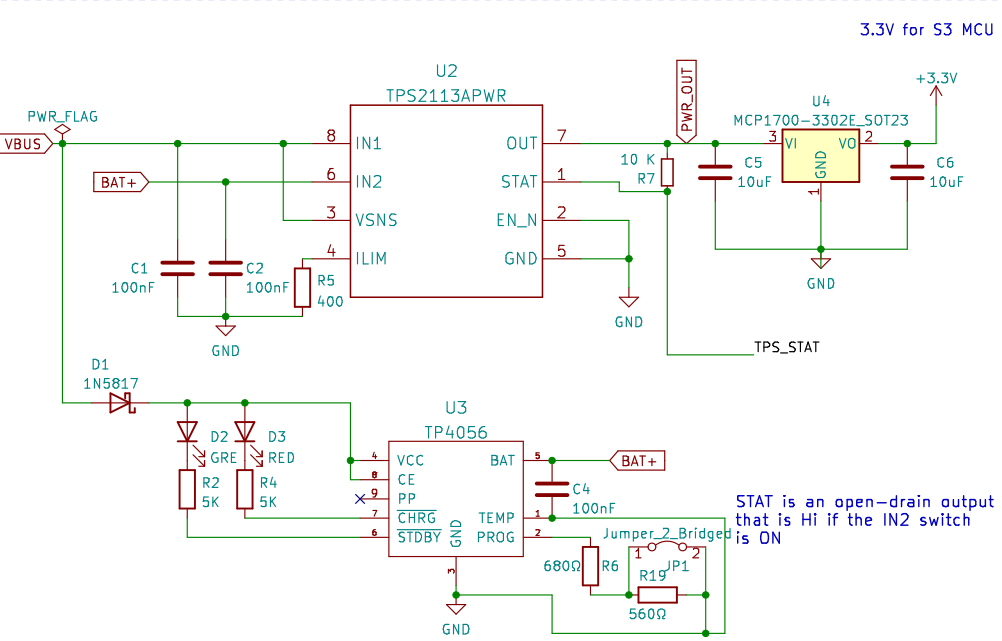 3.3V for S3 MCU
U2
TPS2113APWR
PWR_FLAG
VBUS
BAT+
8
IN1
6
IN2
3
VSNS
4
ILIM
OUT
7
STAT
1
EN_N
2
GND
5
PWR_OUT
10 K
R7
U4
MCP1700-3302E_SOT23
3
VI
VO
2
GND
1
+3.3V
C5
10uF
C6
10uF
GND
C1
100nF
C2
100nF
R5
400
GND
GND
TPS_STAT
D1
1N5817
D2
GRE
D3
RED
R2
5K
R4
5K
U3
TP4056
4
VCC
8
CE
9
PP
7
CHRG
6
STDBY
GND
3
BAT
5
TEMP
1
PROG
2
BAT+
C4
100nF
STAT is an open-drain output
that is Hi if the IN2 switch
is ON
Jumper_2_Bridged
1
2
JP1
680Ω
R6
R19
560Ω
GND